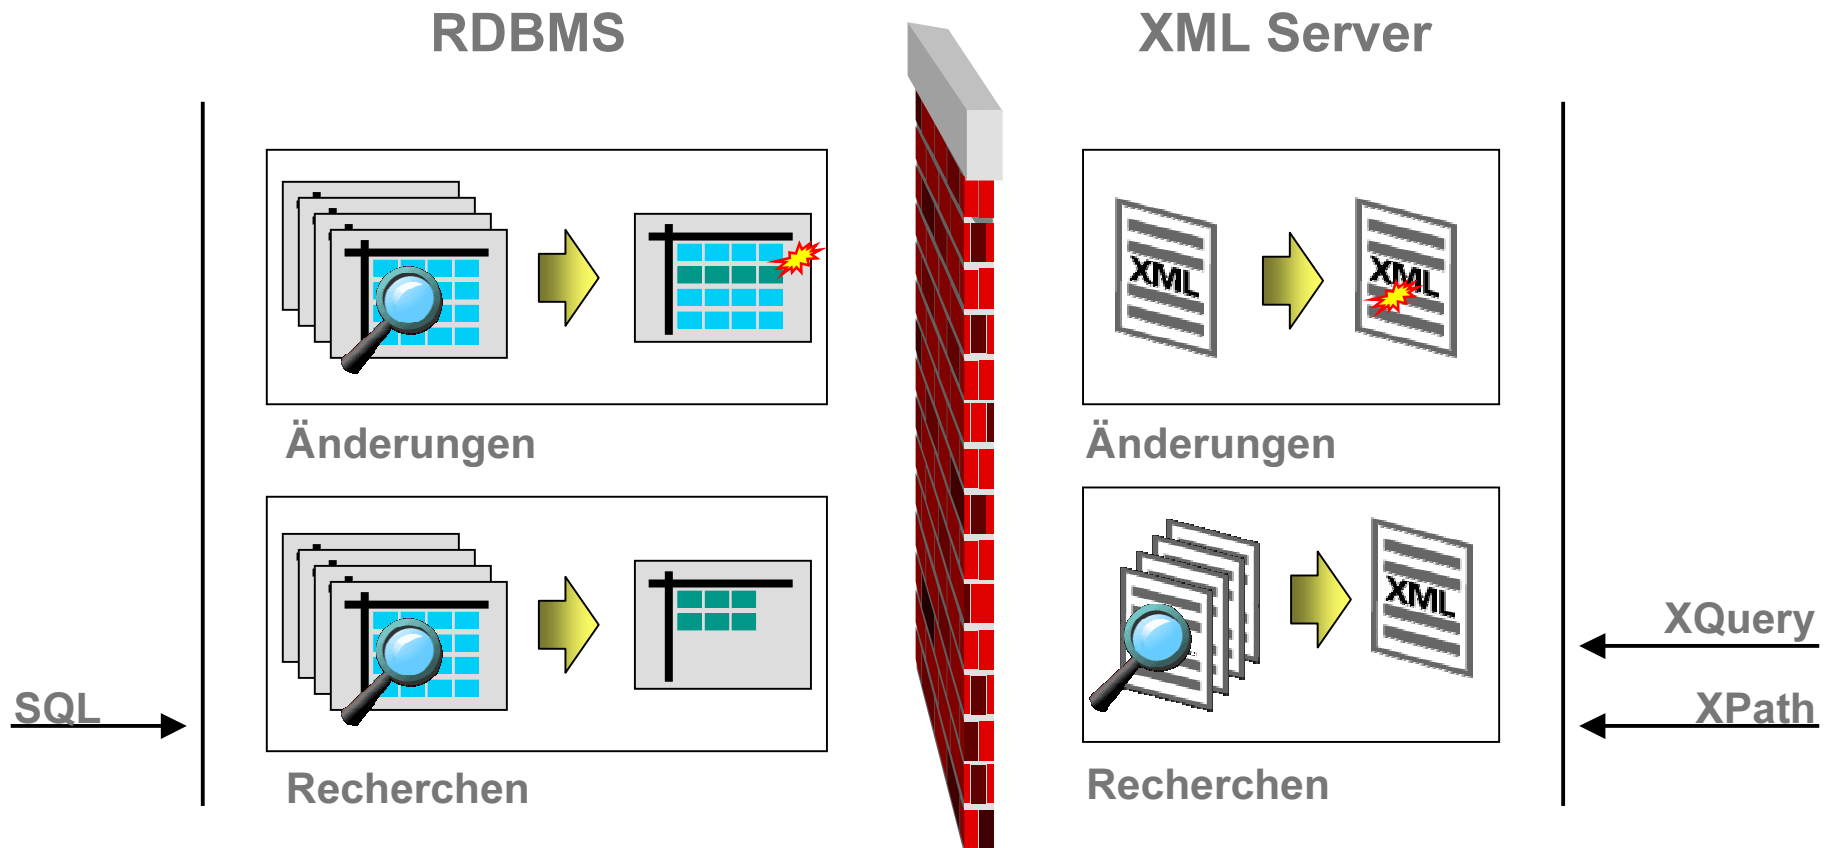 RDBMS
XML Server
XML
XML
Änderungen
Änderungen
XML
XQuery
SQL
XPath
Recherchen
Recherchen